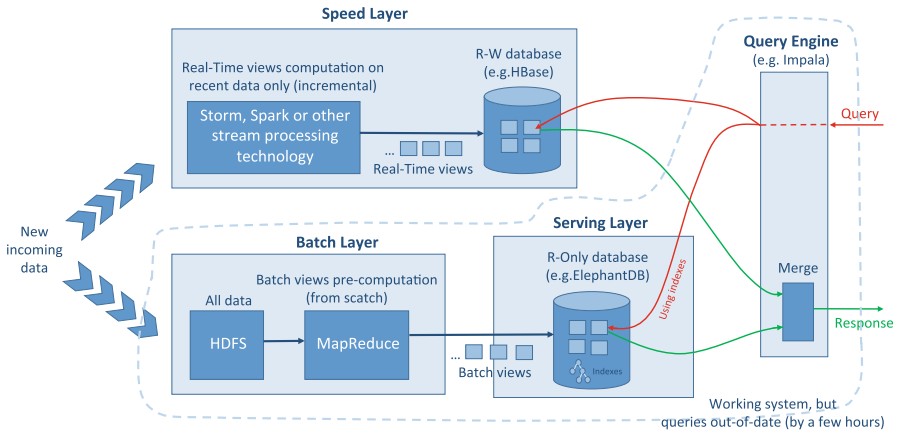 Speed Layer
Real-Time views computation on
recent data only (incremental)
Storm, Spark or other
stream processing
technology
...
Real-Time views
R-W database
(e.g.HBase)
Query Engine
(e.g. Impala)
Query
New
incoming
data
Batch Layer
Batch views pre-computation
(from scatch)
All data
HDFS
MapReduce
...
Batch views
Serving Layer
R-Only database
(e.g.ElephantDB)
Indexes
Using indexes
Merge
Response
Working system, but
queries out-of-date (by a few hours)